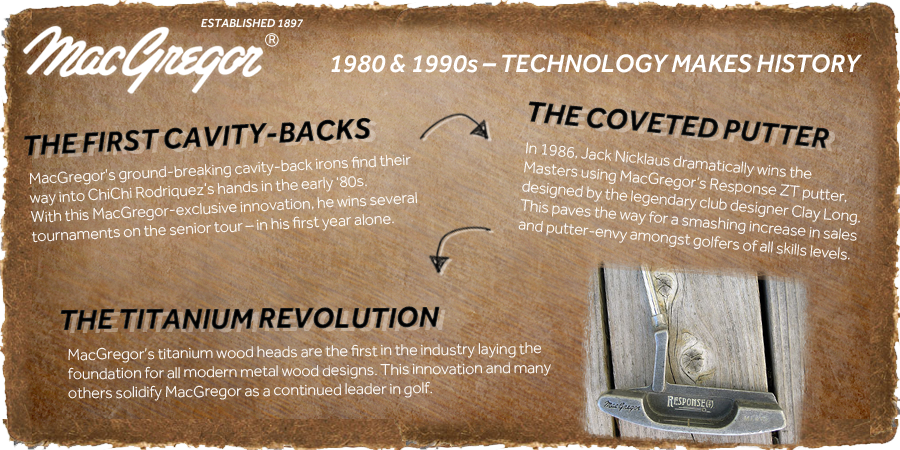 ESTABLISHED 1897
MacGregor®
1980 & 1990s – TECHNOLOGY MAKES HISTORY
THE FIRST CAVITY-BACKS
MacGregor's ground-breaking cavity-back irons find their
way into ChiChi Rodriquez's hands in the early '80s.
With this MacGregor-exclusive innovation, he wins several
tournaments on the senior tour – in his first year alone.
THE COVETED PUTTER
In 1986, Jack Nicklaus dramatically wins the
Masters using MacGregor's Response ZT putter,
designed by the legendary club designer Clay Long.
This paves the way for a smashing increase in sales
and putter-envy amongst golfers of all skills levels.
THE TITANIUM REVOLUTION
MacGregor's titanium wood heads are the first in the industry laying the
foundation for all modern metal wood designs. This innovation and many
others solidify MacGregor as a continued leader in golf.
MacGregor
RESPONSE